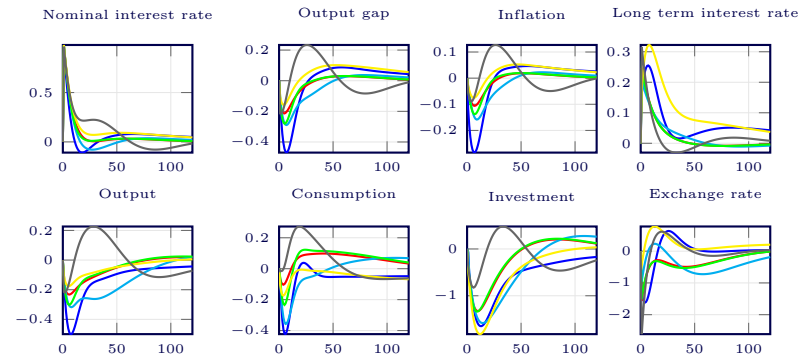 Nominal interest rate
Output gap
Inflation
Long term interest rate
0.5
0
0 50 100
0.2
0
−0.2
−0.4
0 50 100
0.1
0
−0.1
−0.2
0 50 100
0.3
0.2
0.1
0
0 50 100
Output
Consumption
Investment
Exchange rate
0.2
0
−0.2
−0.4
0 50 100
0.2
0
−0.2
−0.4
0 50 100
0
−1
0 50 100
0
−1
−2
0 50 100